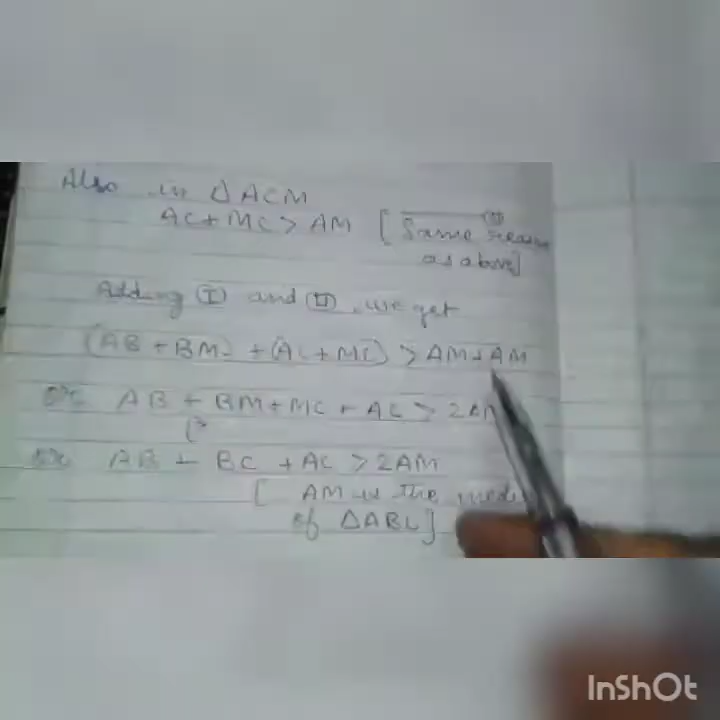 Also in △ACM
AC + MC > AM [Same reason
(II)
as above]
Adding (I) and (II), we get
(AB + BM) + (AC + MC) > AM + AM
Or AB + BM + MC + AC > 2AM
Or AB + BC + AC > 2AM
[AM is the
of △ABC]
InShOt